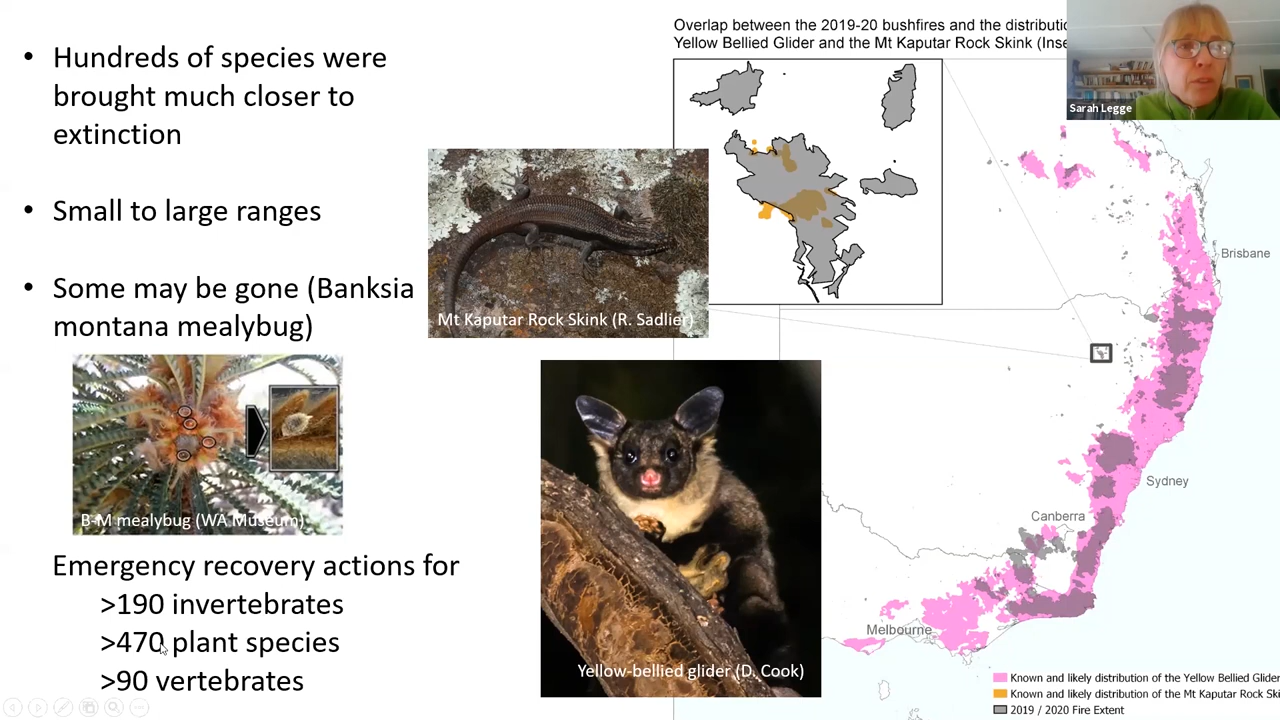 • Hundreds of species were
brought much closer to
extinction
• Small to large ranges
• Some may be gone (Banksia
montana mealybug)
B-M mealybug (WA Museum)
Emergency recovery actions for
>190 invertebrates
>470 plant species
>90 vertebrates
Mt Kaputar Rock Skink (R. Sadlier)
Yellow-bellied glider (D. Cook)
Overlap between the 2019-20 bushfires and the
Yellow Bellied Glider and the Mt Kaputar Rock Skink
Sarah Legge
Brisbane
Sydney
Canberra
Melbourne
Known and likely distribution of the Yellow Bellied Glider
Known and likely distribution of the Mt Kaputar Rock
2019 / 2020 Fire Extent